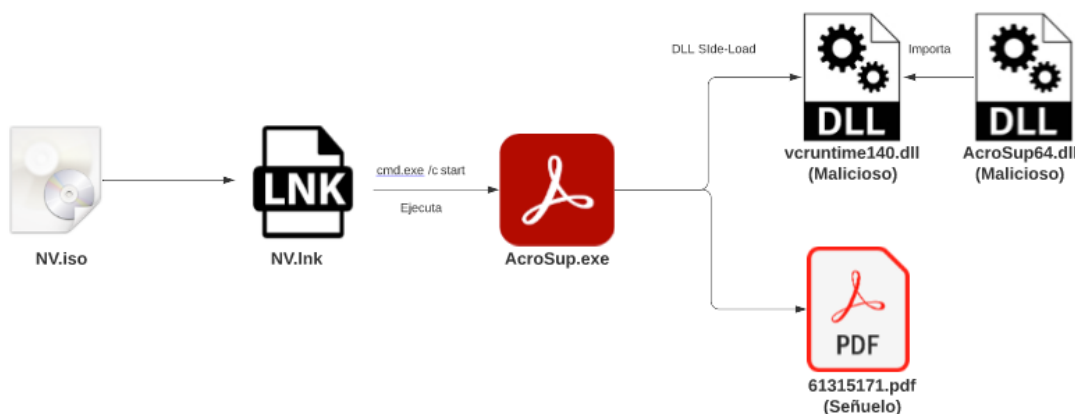 DLL SIde-Load
Importa
DLL
DLL
vcruntime140.dll
(Malicioso)
AcroSup64.dll
(Malicioso)
LNK
cmd.exe /c start
Ejecuta
NV.iso
NV.lnk
AcroSup.exe
PDF
61315171.pdf
(Señuelo)